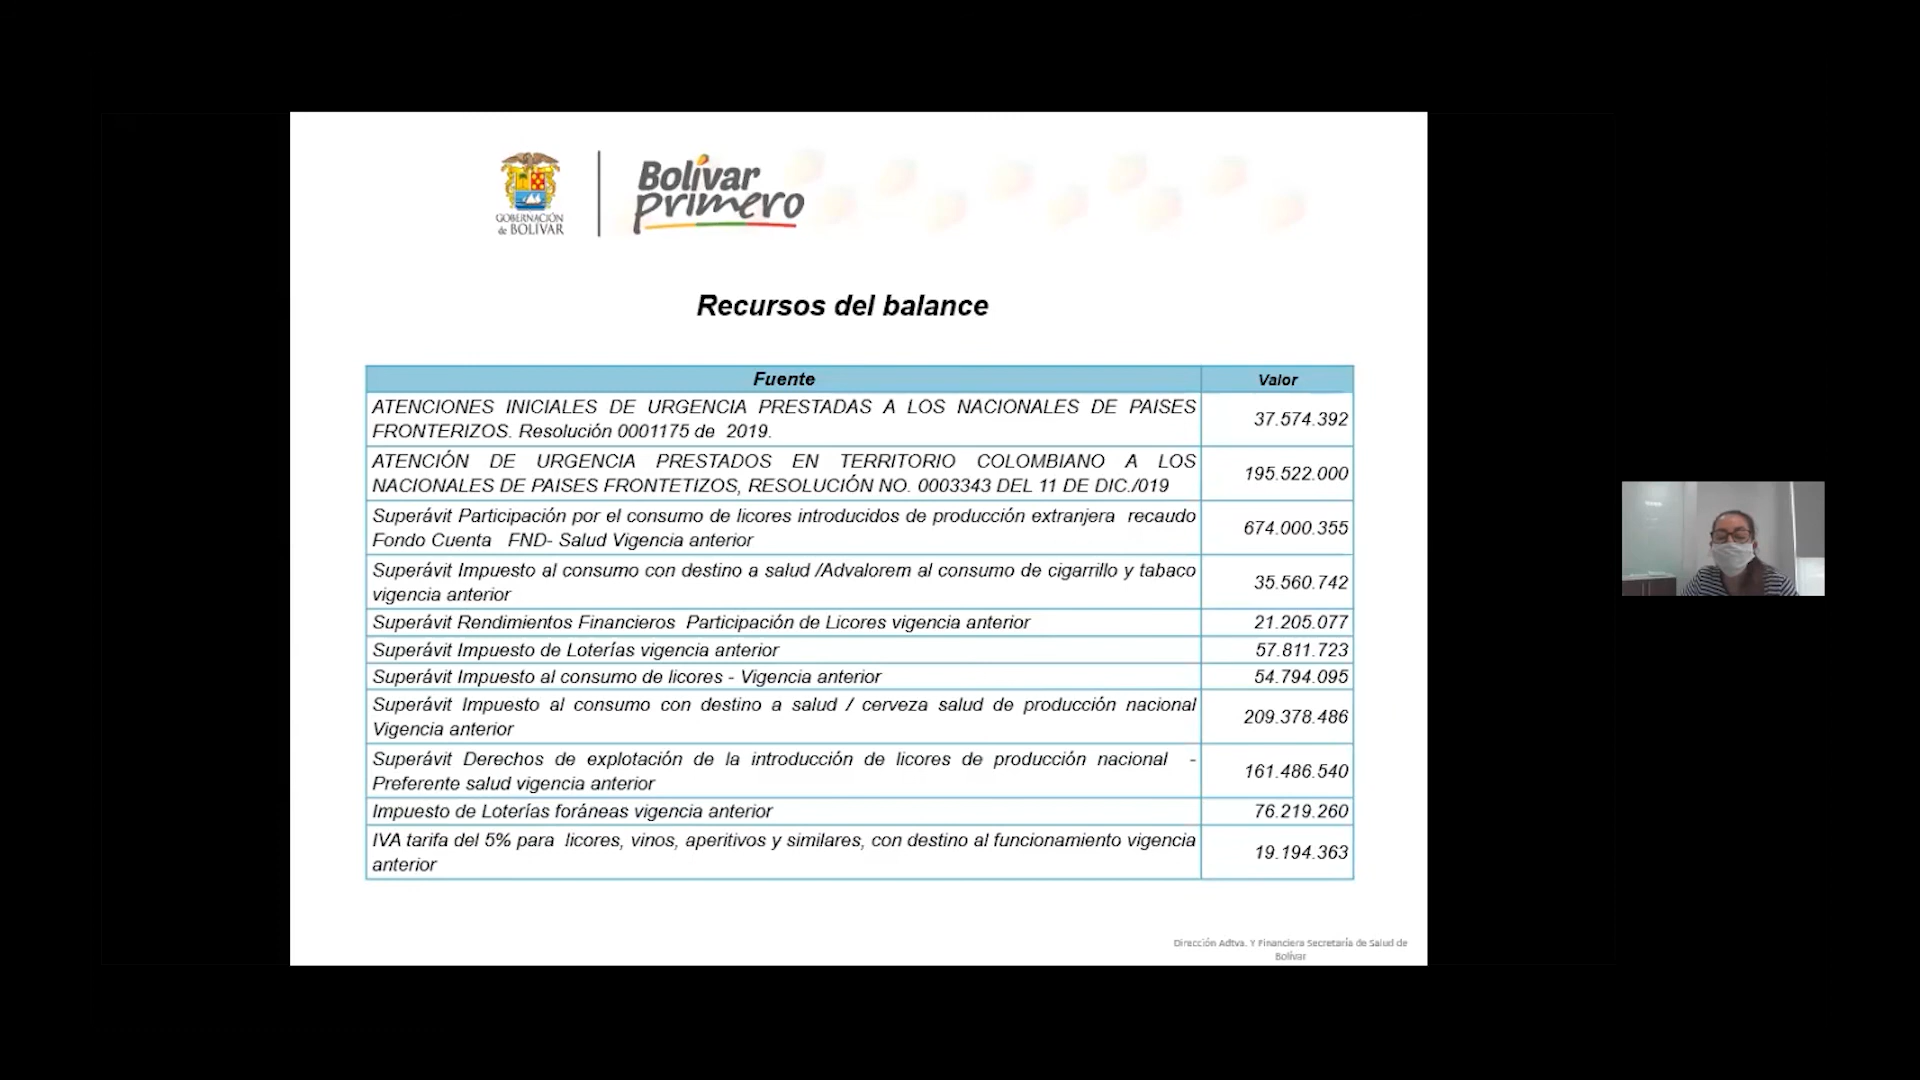 GOBERNACIÓN
de BOLÍVAR
Bolívar
primero
Recursos del balance
Fuente
Valor
ATENCIONES INICIALES DE URGENCIA PRESTADAS A LOS NACIONALES DE PAISES
FRONTERIZOS. Resolución 0001175 de 2019.
37.574.392
ATENCIÓN DE URGENCIA PRESTADOS EN TERRITORIO COLOMBIANO A LOS
NACIONALES DE PAISES FRONTETIZOS, RESOLUCIÓN NO. 0003343 DEL 11 DE DIC./019
195.522.000
Superávit Participación por el consumo de licores introducidos de producción extranjera recaudo
Fondo Cuenta FND- Salud Vigencia anterior
674.000.355
Superávit Impuesto al consumo con destino a salud /Advalorem al consumo de cigarrillo y tabaco
vigencia anterior
35.560.742
Superávit Rendimientos Financieros Participación de Licores vigencia anterior
21.205.077
Superávit Impuesto de Loterías vigencia anterior
57.811.723
Superávit Impuesto al consumo de licores - Vigencia anterior
54.794.095
Superávit Impuesto al consumo con destino a salud / cerveza salud de producción nacional
Vigencia anterior
209.378.486
Superávit Derechos de explotación de la introducción de licores de producción nacional -
Preferente salud vigencia anterior
161.486.540
Impuesto de Loterías foráneas vigencia anterior
76.219.260
IVA tarifa del 5% para licores, vinos, aperitivos y similares, con destino al funcionamiento vigencia
anterior
19.194.363
Dirección Adtva. Y Financiera Secretaría de Salud de
Bolívar